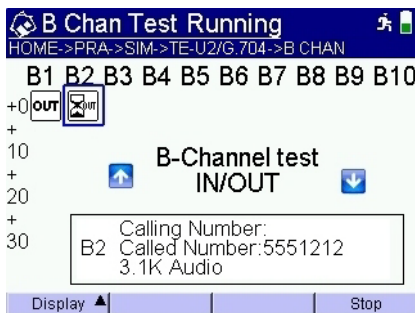 B Chan Test Running
HOME->PRA->SIM->TE-U2/G.704->B CHAN
B1 B2 B3 B4 B5 B6 B7 B8 B9 B10
+0 OUT OUT
+
10
+
20
+
30
B-Channel test
IN/OUT
Calling Number:
B2 Called Number:5551212
3.1K Audio
Display Stop